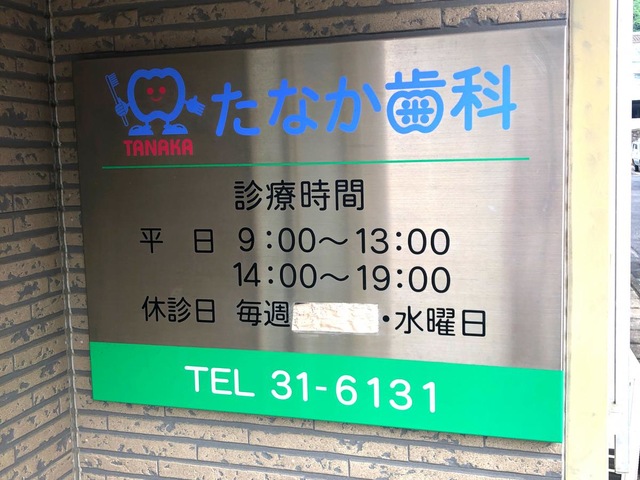 たなか歯科
TANAKA
診療時間
平 日 9:00〜13:00
14:00〜19:00
休診日 毎週 ・水曜日
TEL 31-6131